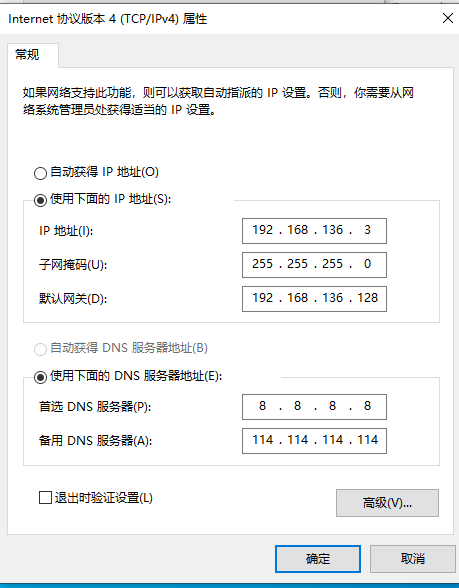 Internet 协议版本 4 (TCP/IPv4) 属性
常规
如果网络支持此功能，则可以获取自动指派的 IP 设置。否则，你需要从网
络系统管理员处获得适当的 IP 设置。
自动获得 IP 地址(O)
使用下面的 IP 地址(S):
IP 地址(I): 192 . 168 . 136 . 3
子网掩码(U): 255 . 255 . 255 . 0
默认网关(D): 192 . 168 . 136 . 128
自动获得 DNS 服务器地址(B)
使用下面的 DNS 服务器地址(E):
首选 DNS 服务器(P): 8 . 8 . 8 . 8
备用 DNS 服务器(A): 114 . 114 . 114 . 114
退出时验证设置(L)
高级(V)...
确定 取消